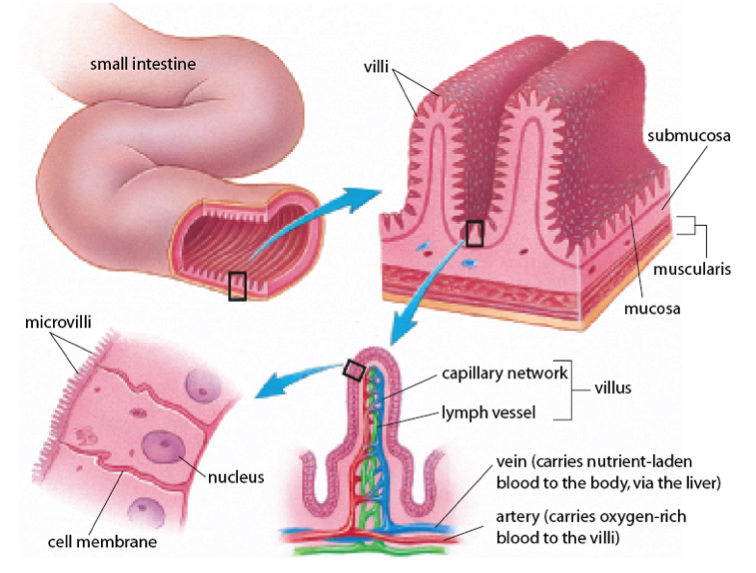 small intestine
villi
submucosa
muscularis
mucosa
microvilli
capillary network
villus
lymph vessel
nucleus
vein (carries nutrient-laden
blood to the body, via the liver)
artery (carries oxygen-rich
blood to the villi)
cell membrane